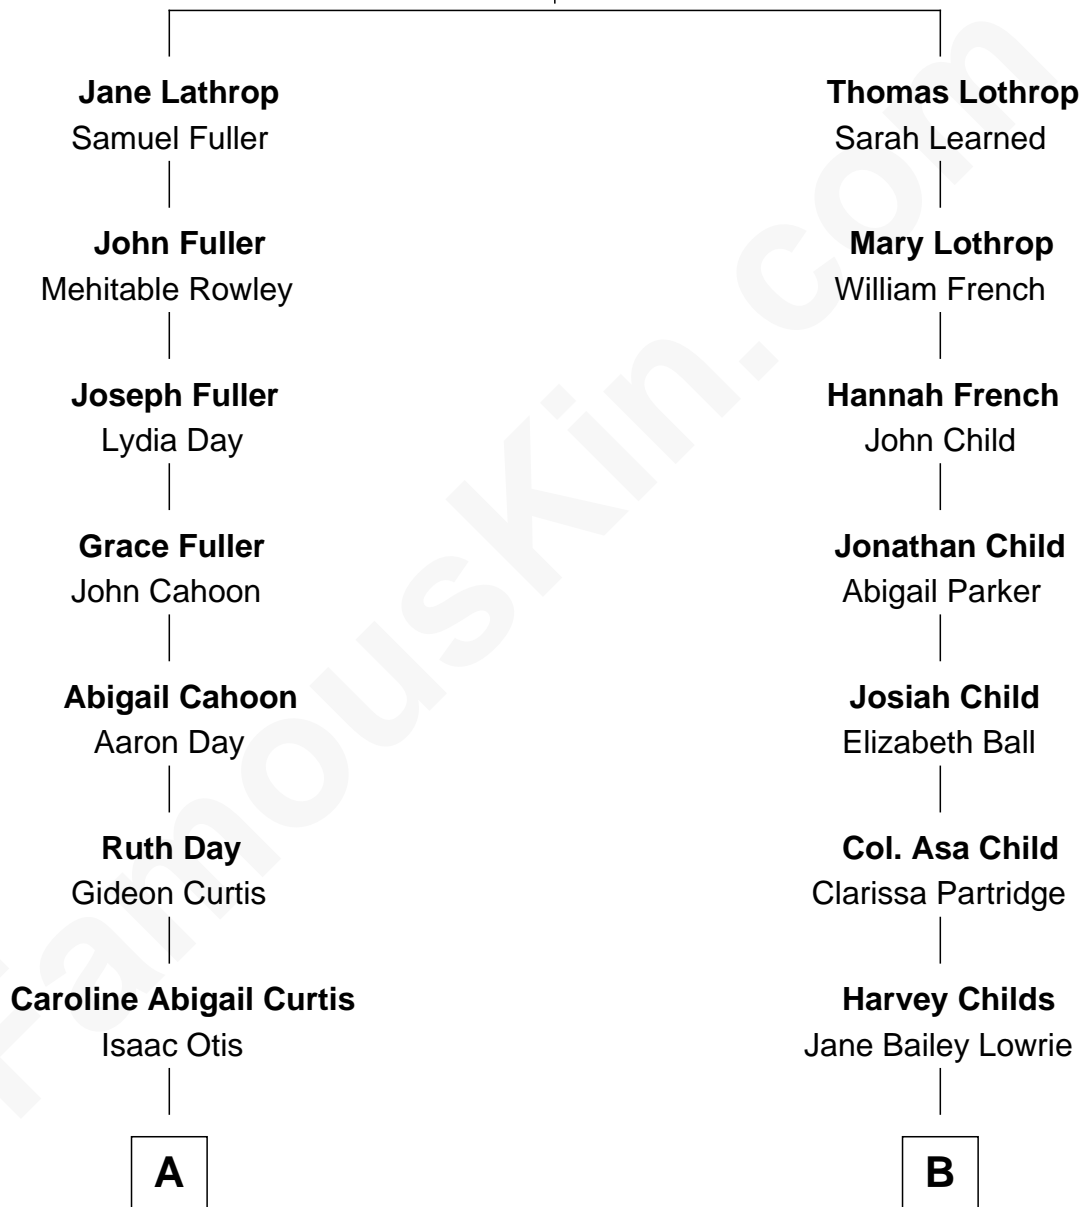 Jane Lathrop
Samuel Fuller
John Fuller
Mehitable Rowley
Joseph Fuller
Lydia Day
Grace Fuller
John Cahoon
Abigail Cahoon
Aaron Day
Ruth Day
Gideon Curtis
Caroline Abigail Curtis
Isaac Otis
A
Thomas Lothrop
Sarah Learned
Mary Lothrop
William French
Hannah French
John Child
Jonathan Child
Abigail Parker
Josiah Child
Elizabeth Ball
Col. Asa Child
Clarissa Partridge
Harvey Childs
Jane Bailey Lowrie
B
FamousKin.com